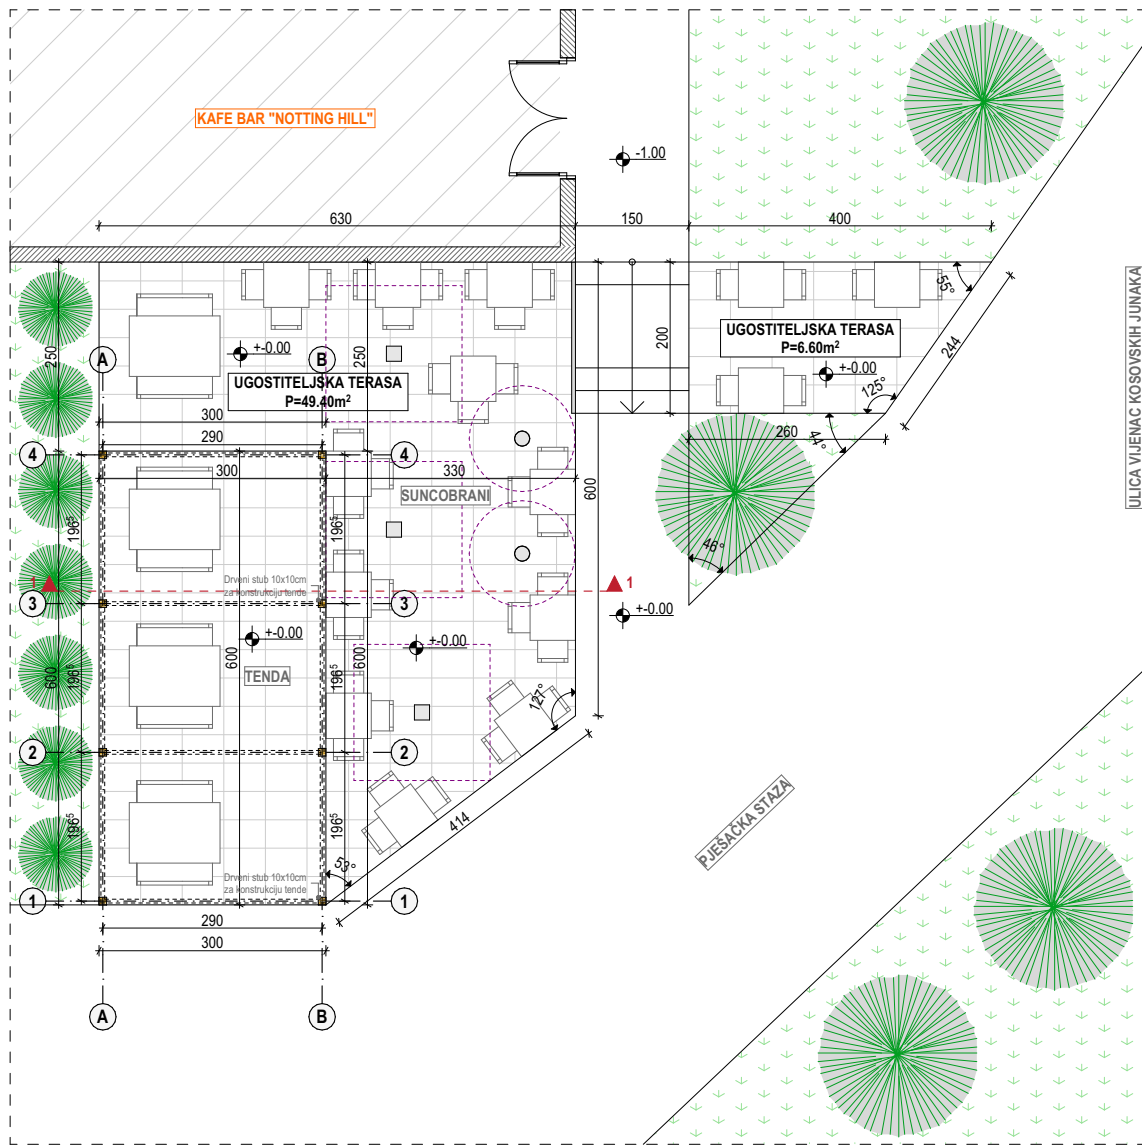 KAFE BAR "NOTTING HILL"
-1.00
630
150
400
55°
ULICA VIJENAC KOSOVSKIH JUNAKA
A
B
250
250
+-0.00
200
UGOSTITELJSKA TERASA
P=6.60m²
244
+-0.00
UGOSTITELJSKA TERASA
P=49.40m²
125°
300
290
44°
260
4
4
300
330
SUNCOBRANI
600
196⁵
196⁵
46°
Drveni stub 10x10cm
za konstrukciju tende
1
1
3
3
+-0.00
+-0.00
+-0.00
600
600
600
TENDA
196⁵
196⁵
127°
2
2
PJEŠAČKA STAZA
414
196⁵
196⁵
53°
Drveni stub 10x10cm
za konstrukciju tende
1
1
290
300
A
B